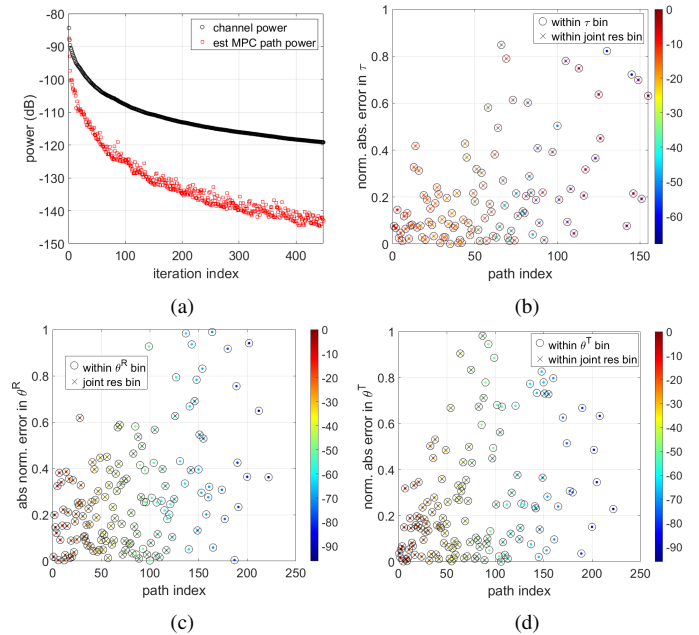 -80
-90
-100
-110
-120
-130
-140
-150
0 100 200 300 400
power (dB)
iteration index
channel power
est MPC path power
(a)
1
0.8
0.6
0.4
0.2
0
0 50 100 150
norm. abs. error in τ
path index
within τ bin
within joint res bin
0
-10
-20
-30
-40
-50
-60
(b)
1
0.8
0.6
0.4
0.2
0
0 50 100 150 200 250
abs norm. error in θ^R
path index
within θ^R bin
joint res bin
0
-10
-20
-30
-40
-50
-60
-70
-80
-90
(c)
1
0.8
0.6
0.4
0.2
0
0 50 100 150 200 250
norm. abs error in θ^T
path index
within θ^T bin
within joint res bin
0
-10
-20
-30
-40
-50
-60
-70
-80
-90
(d)